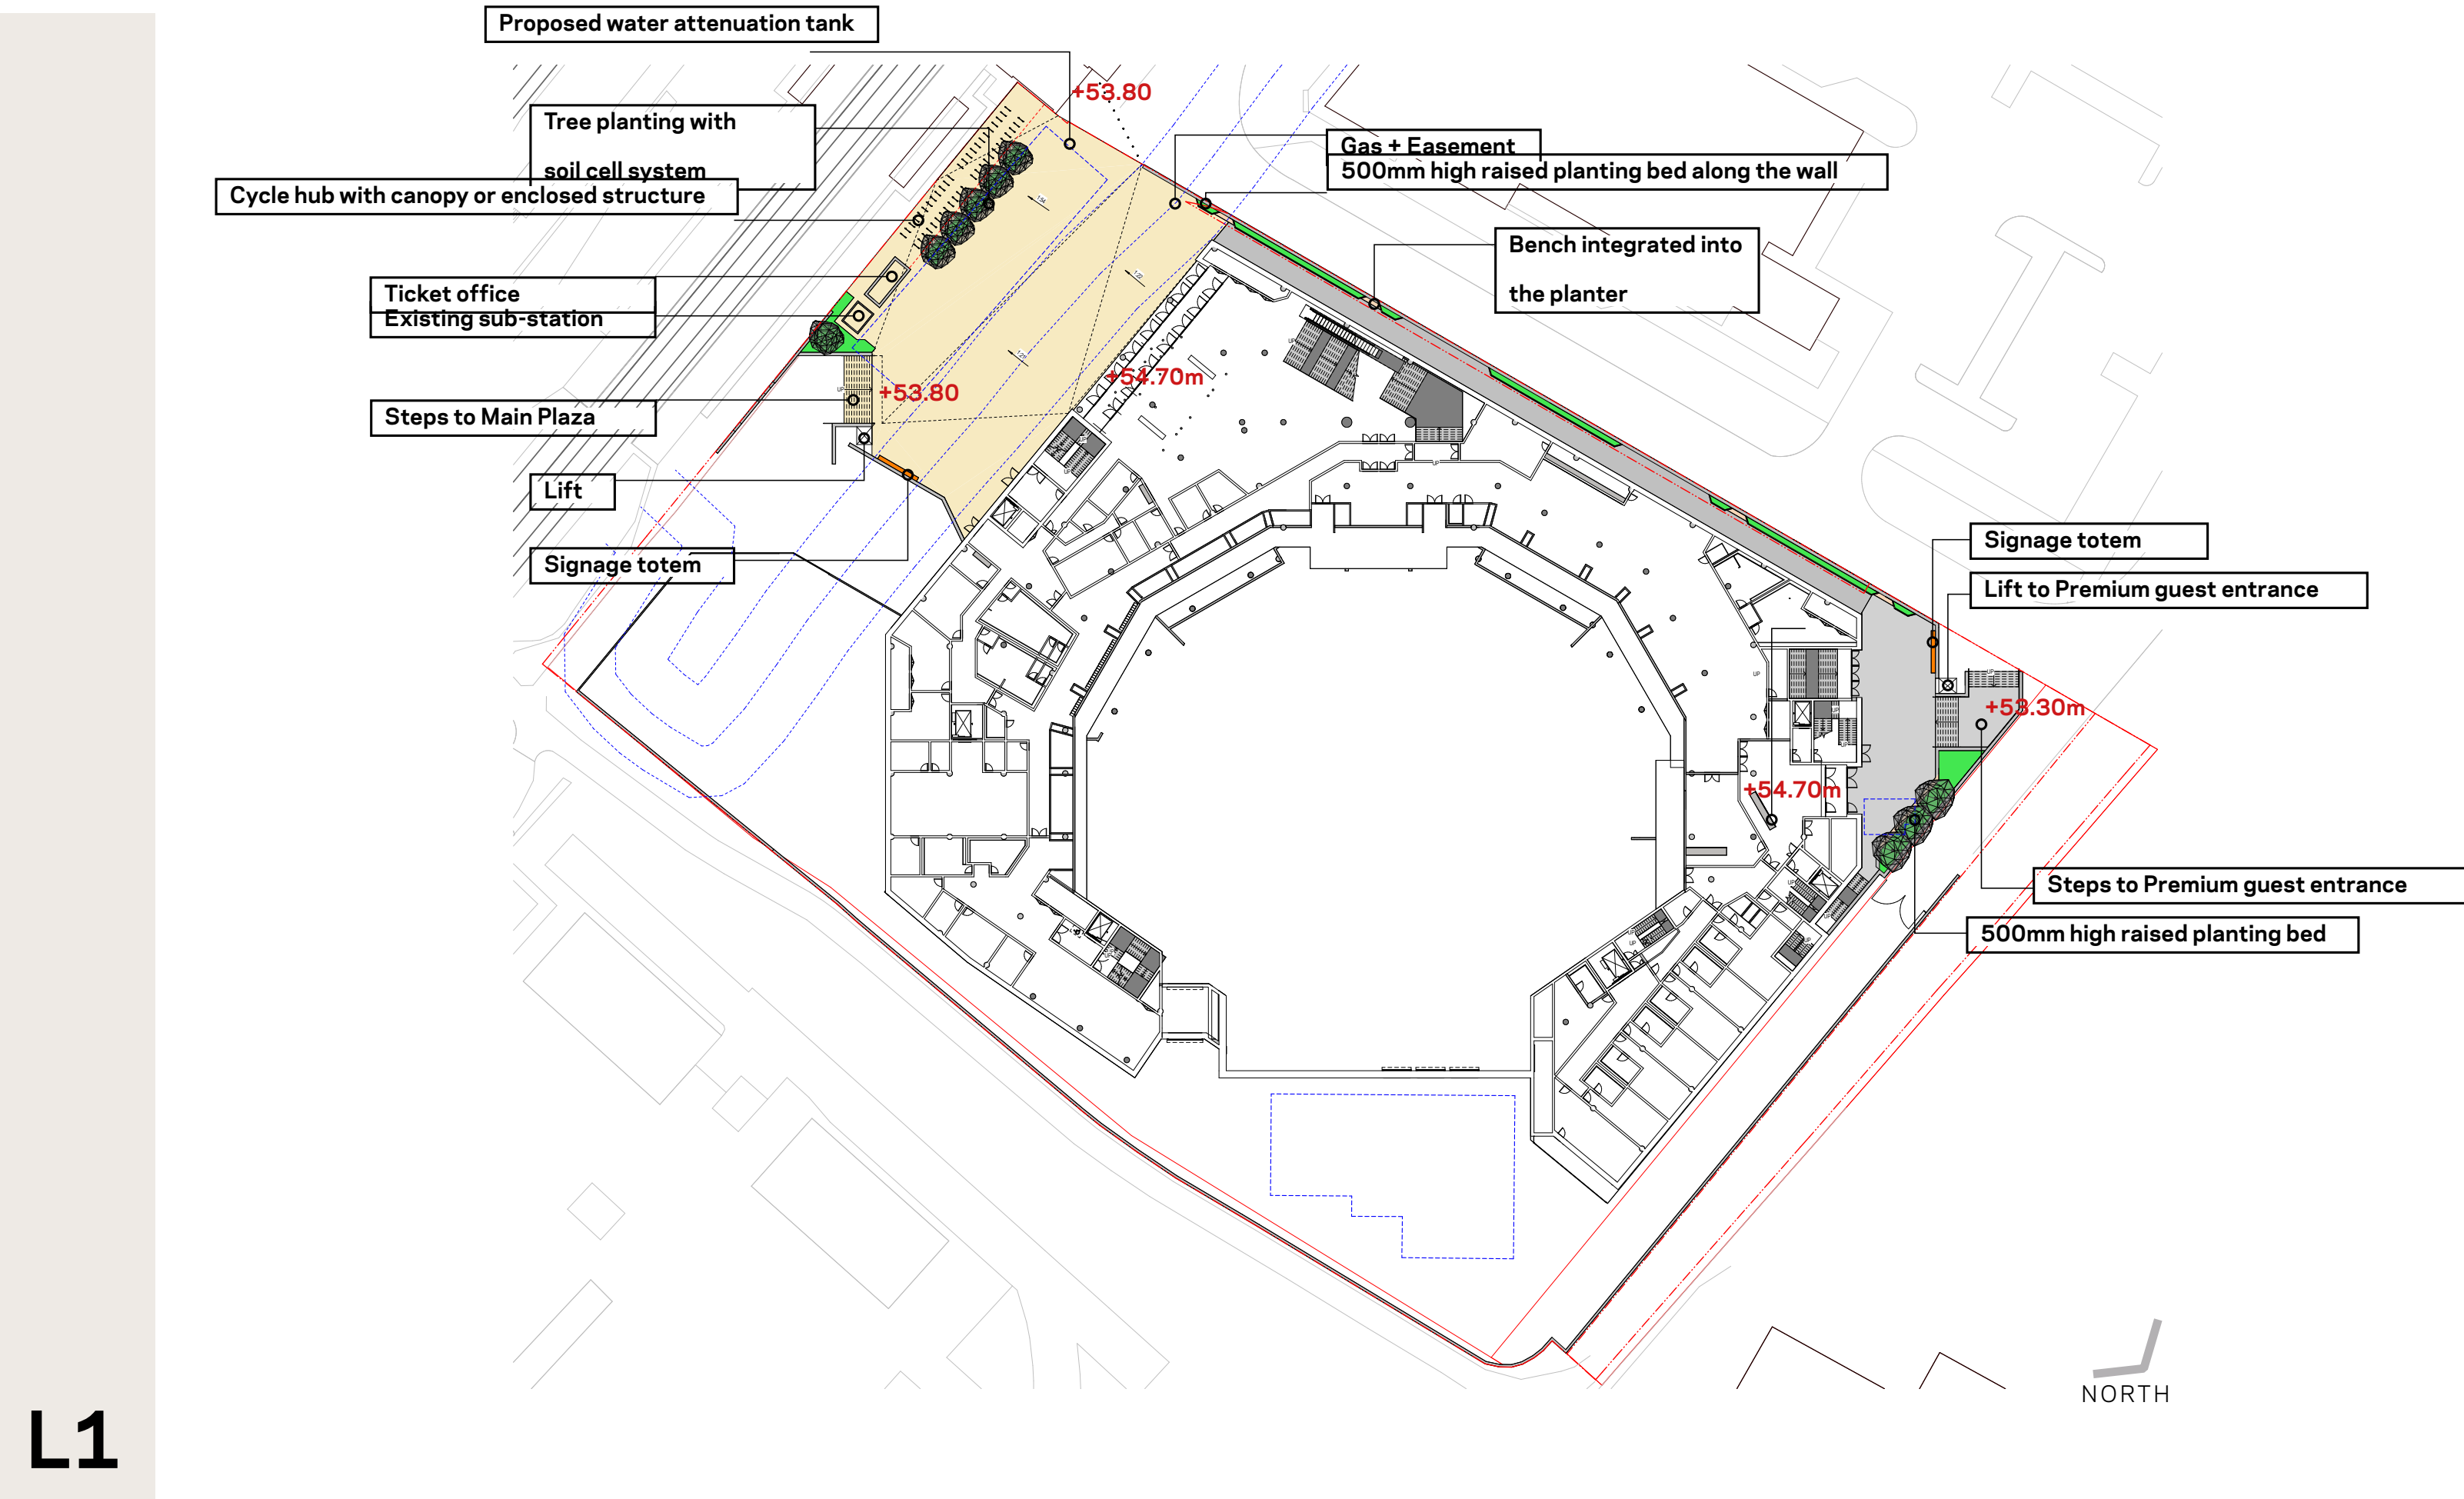 Proposed water attenuation tank
+53.80
Tree planting with
soil cell system
Gas + Easement
500mm high raised planting bed along the wall
Cycle hub with canopy or enclosed structure
Bench integrated into
the planter
Ticket office
Existing sub-station
+54.70m
+53.80
Steps to Main Plaza
Lift
Signage totem
Signage totem
Lift to Premium guest entrance
+53.30m
+54.70m
Steps to Premium guest entrance
500mm high raised planting bed
NORTH
L1